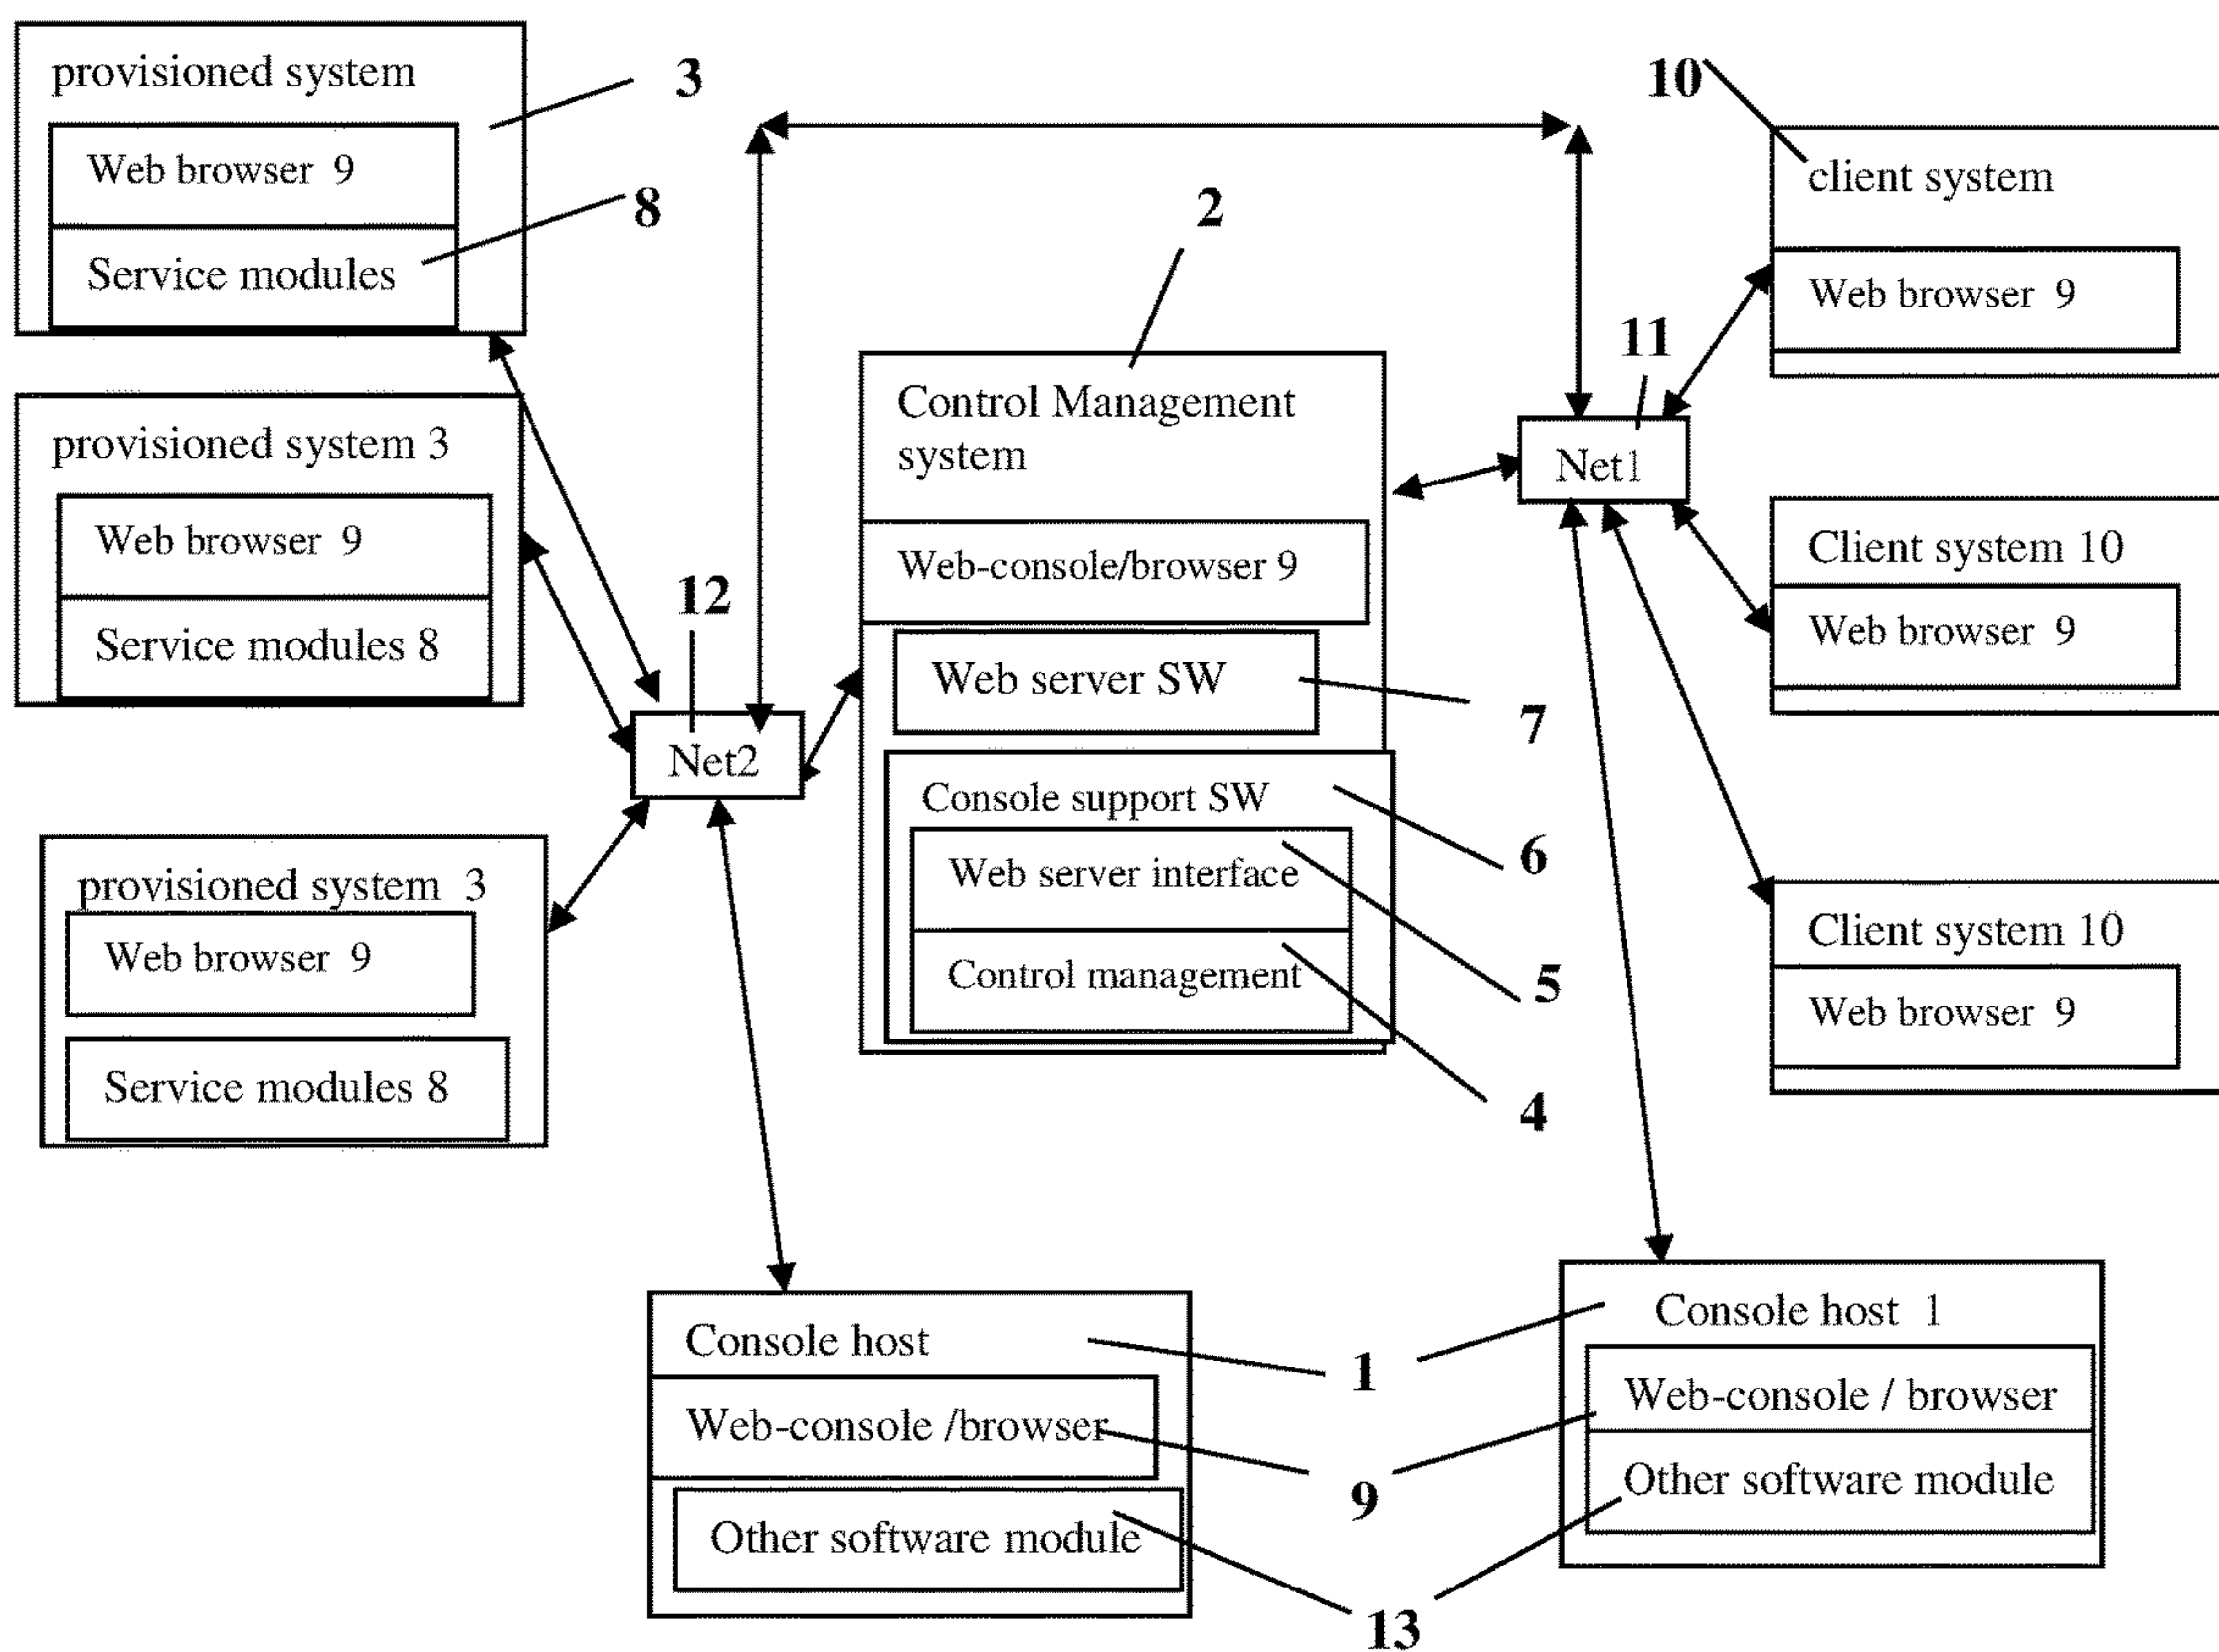 provisioned system
3
Web browser 9
8
Service modules
provisioned system 3
Web browser 9
Service modules 8
provisioned system 3
Web browser 9
Service modules 8
12
Net2
2
Control Management
system
Web-console/browser 9
Web server SW
7
Console support SW
6
Web server interface
5
Control management
4
11
Net1
10
client system
Web browser 9
Client system 10
Web browser 9
Client system 10
Web browser 9
Console host
1
Web-console /browser
9
Other software module
13
Console host 1
Web-console / browser
Other software module